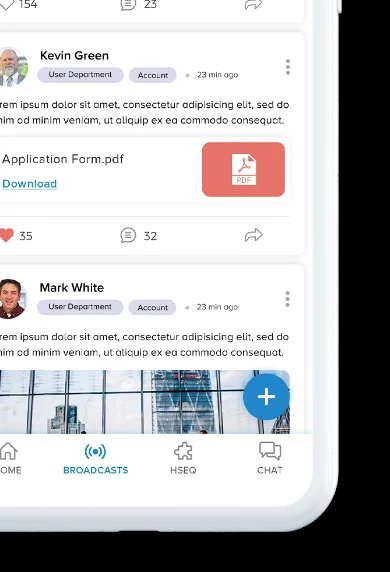 154 23
Kevin Green
User Department Account 23 min ago
rem ipsum dolor sit amet, consectetur adipisicing elit, sed do
nim ad minim veniam, ut aliquip ex ea commodo consequat.
Application Form.pdf
Download
PDF
35 32
Mark White
User Department Account 23 min ago
rem ipsum dolor sit amet, consectetur adipisicing elit, sed do
nim ad minim veniam, ut aliquip ex ea commodo consequat.
+
OME BROADCASTS HSEQ CHAT